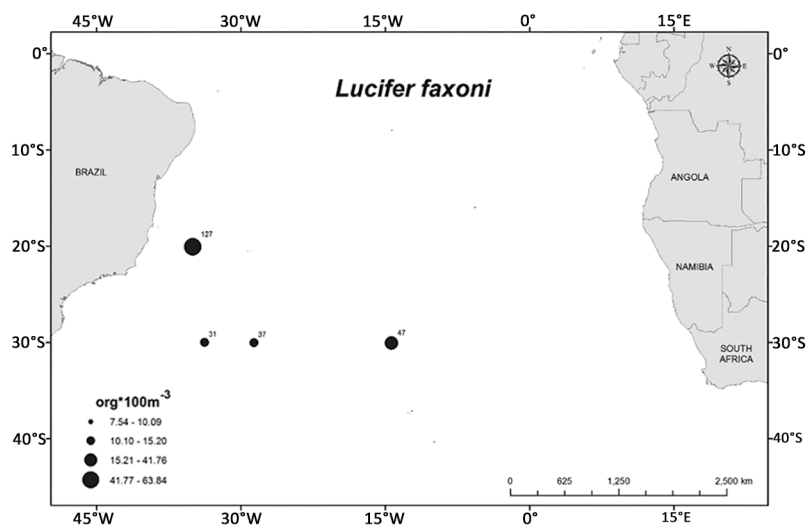 45°W 30°W 15°W 0° 15°E
0° 0°
N
W E
S
Lucifer faxoni
10°S 10°S
BRAZIL
ANGOLA
127
20°S 20°S
NAMIBIA
31 37 47
30°S 30°S
SOUTH
AFRICA
org*100m-3
7.54 - 10.09
10.10 - 15.20
40°S 40°S
15.21 - 41.76
41.77 - 63.84
0 625 1,250 2,500 km
45°W 30°W 15°W 0° 15°E